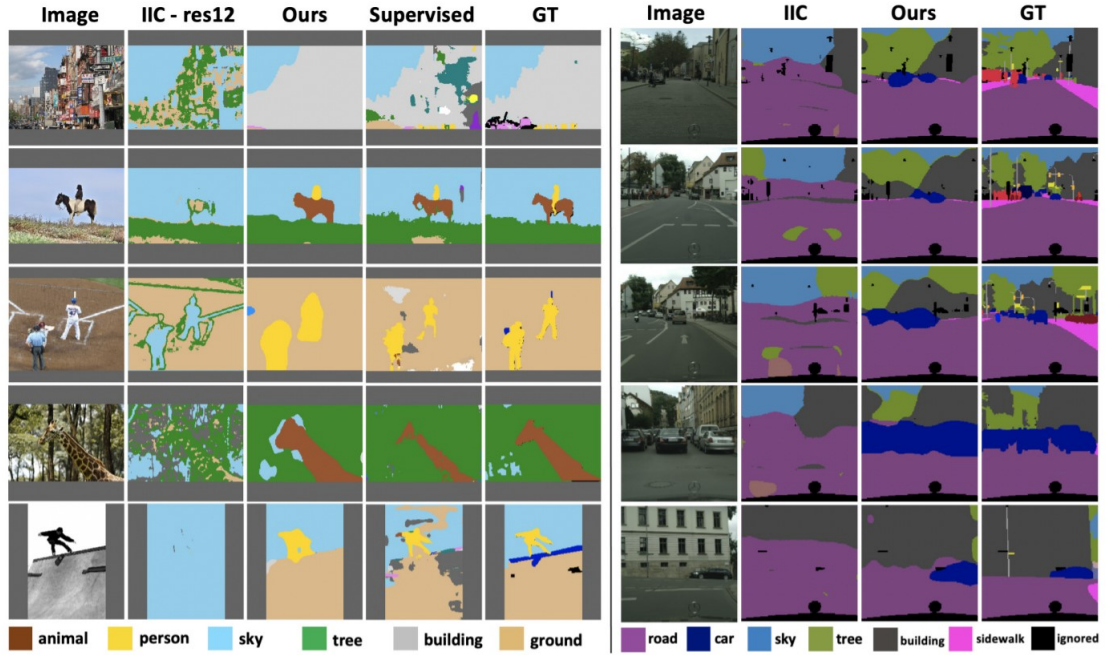 Image IIC - res12 Ours Supervised GT
Image IIC Ours GT
animal person sky tree building ground
road car sky tree building sidewalk ignored